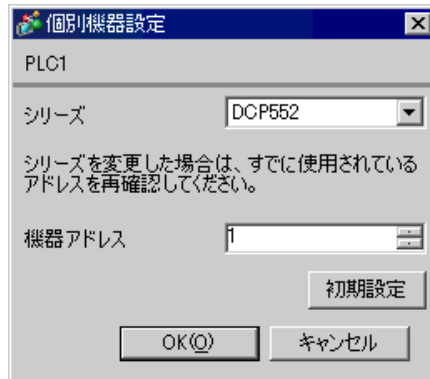 個別機器設定
PLC1
シリーズ DCP552
シリーズを変更した場合は、すでに使用されている
アドレスを再確認してください。
機器アドレス 1
初期設定
OK(O) キャンセル